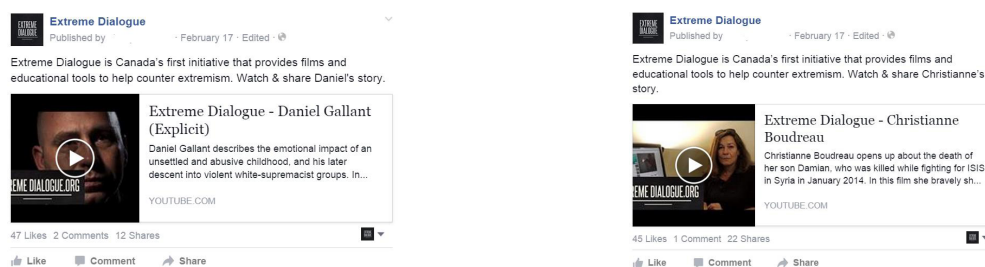 EXTREME
DIALOGUE
Extreme Dialogue
Published by · February 17 · Edited ·
Extreme Dialogue is Canada's first initiative that provides films and
educational tools to help counter extremism. Watch & share Daniel's story.
EME DIALOGUE.ORG
Extreme Dialogue - Daniel Gallant
(Explicit)
Daniel Gallant describes the emotional impact of an
unsettled and abusive childhood, and his later
descent into violent white-supremacist groups. In...
YOUTUBE.COM
47 Likes 2 Comments 12 Shares
Like Comment Share
EXTREME
DIALOGUE
Extreme Dialogue
Published by · February 17 · Edited ·
Extreme Dialogue is Canada's first initiative that provides films and
educational tools to help counter extremism. Watch & share Christianne's
story.
EME DIALOGUE.ORG
Extreme Dialogue - Christianne
Boudreau
Christianne Boudreau opens up about the death of
her son Damian, who was killed while fighting for ISIS
in Syria in January 2014. In this film she bravely sh...
YOUTUBE.COM
45 Likes 1 Comment 22 Shares
Like Comment Share